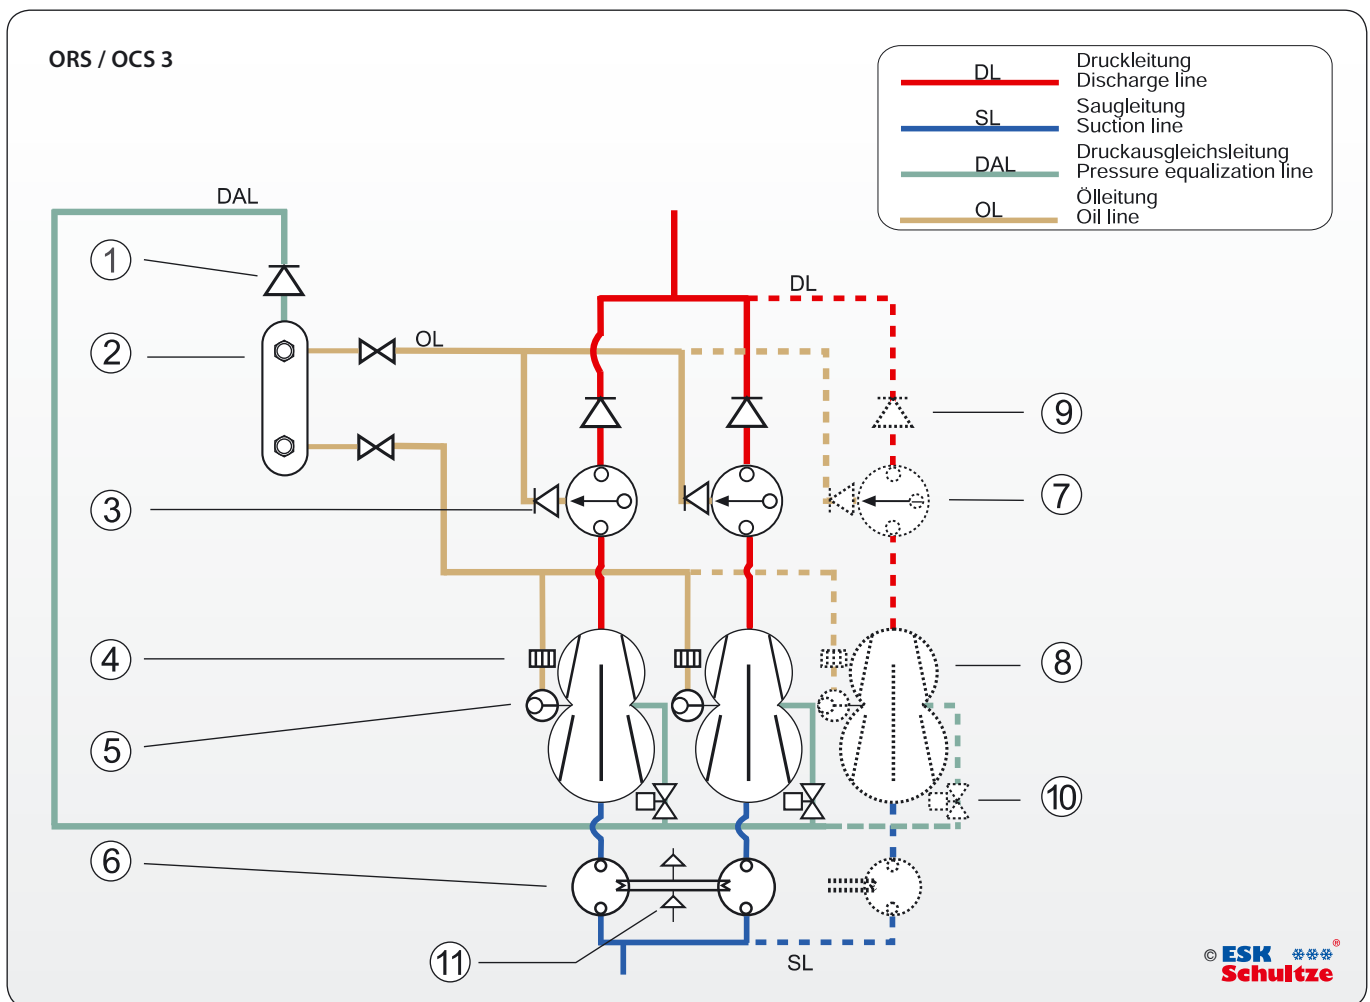 ORS / OCS 3
DL
Druckleitung
Discharge line
SL
Saugleitung
Suction line
DAL
Druckausgleichsleitung
Pressure equalization line
OL
Ölleitung
Oil line
DAL
1
DL
2
OL
9
3
7
4
8
5
10
6
11
SL
© ESK ®
Schultze